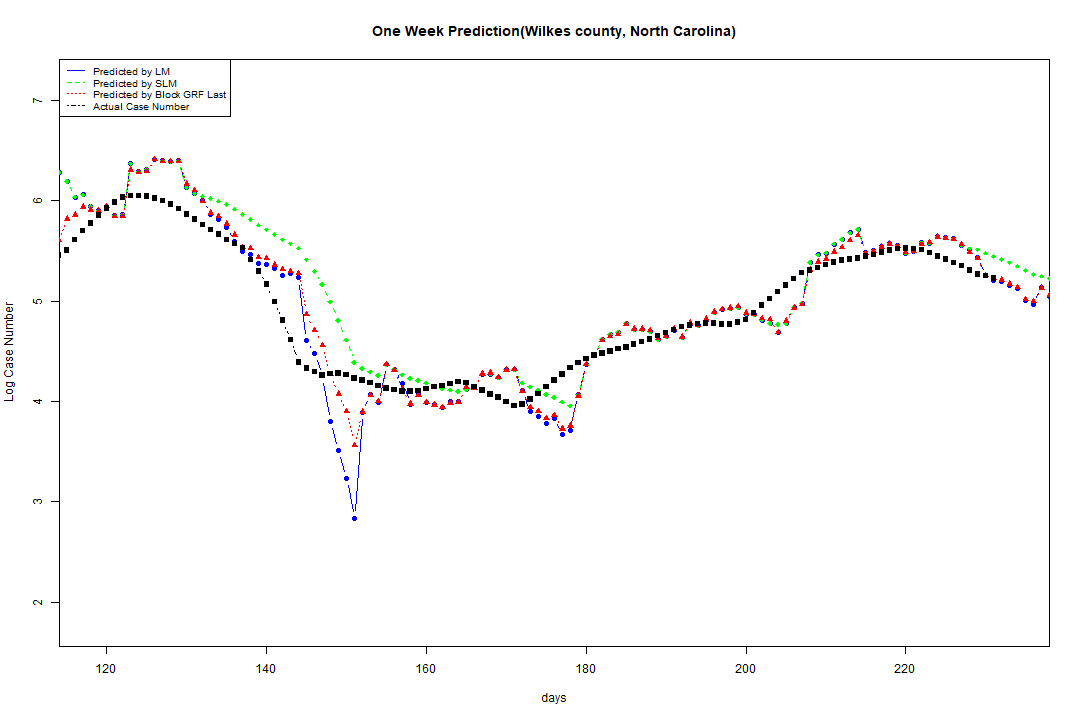 One Week Prediction(Wilkes county, North Carolina)
Predicted by LM
Predicted by SLM
Predicted by Block GRF Last
Actual Case Number
7
6
5
4
3
2
Log Case Number
120 140 160 180 200 220
days